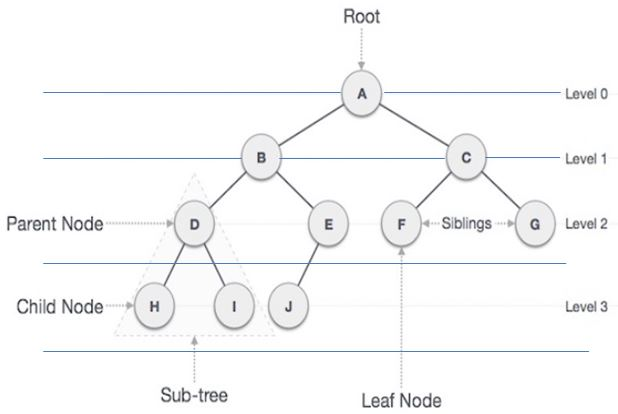 Root
A
Level 0
B
C
Level 1
Parent Node
D
E
F
Siblings
G
Level 2
Child Node
H
I
J
Level 3
Sub-tree
Leaf Node